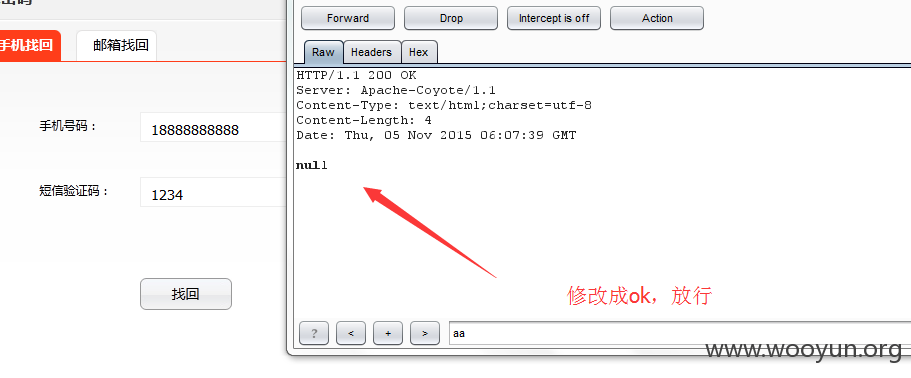 手机找回
邮箱找回
手机号码：
18888888888
短信验证码：
1234
找回
Forward
Drop
Intercept is off
Action
Raw
Headers
Hex
HTTP/1.1 200 OK
Server: Apache-Coyote/1.1
Content-Type: text/html;charset=utf-8
Content-Length: 4
Date: Thu, 05 Nov 2015 06:07:39 GMT
null
修改成ok，放行
?
<
+
>
aa
www.wooyun.org